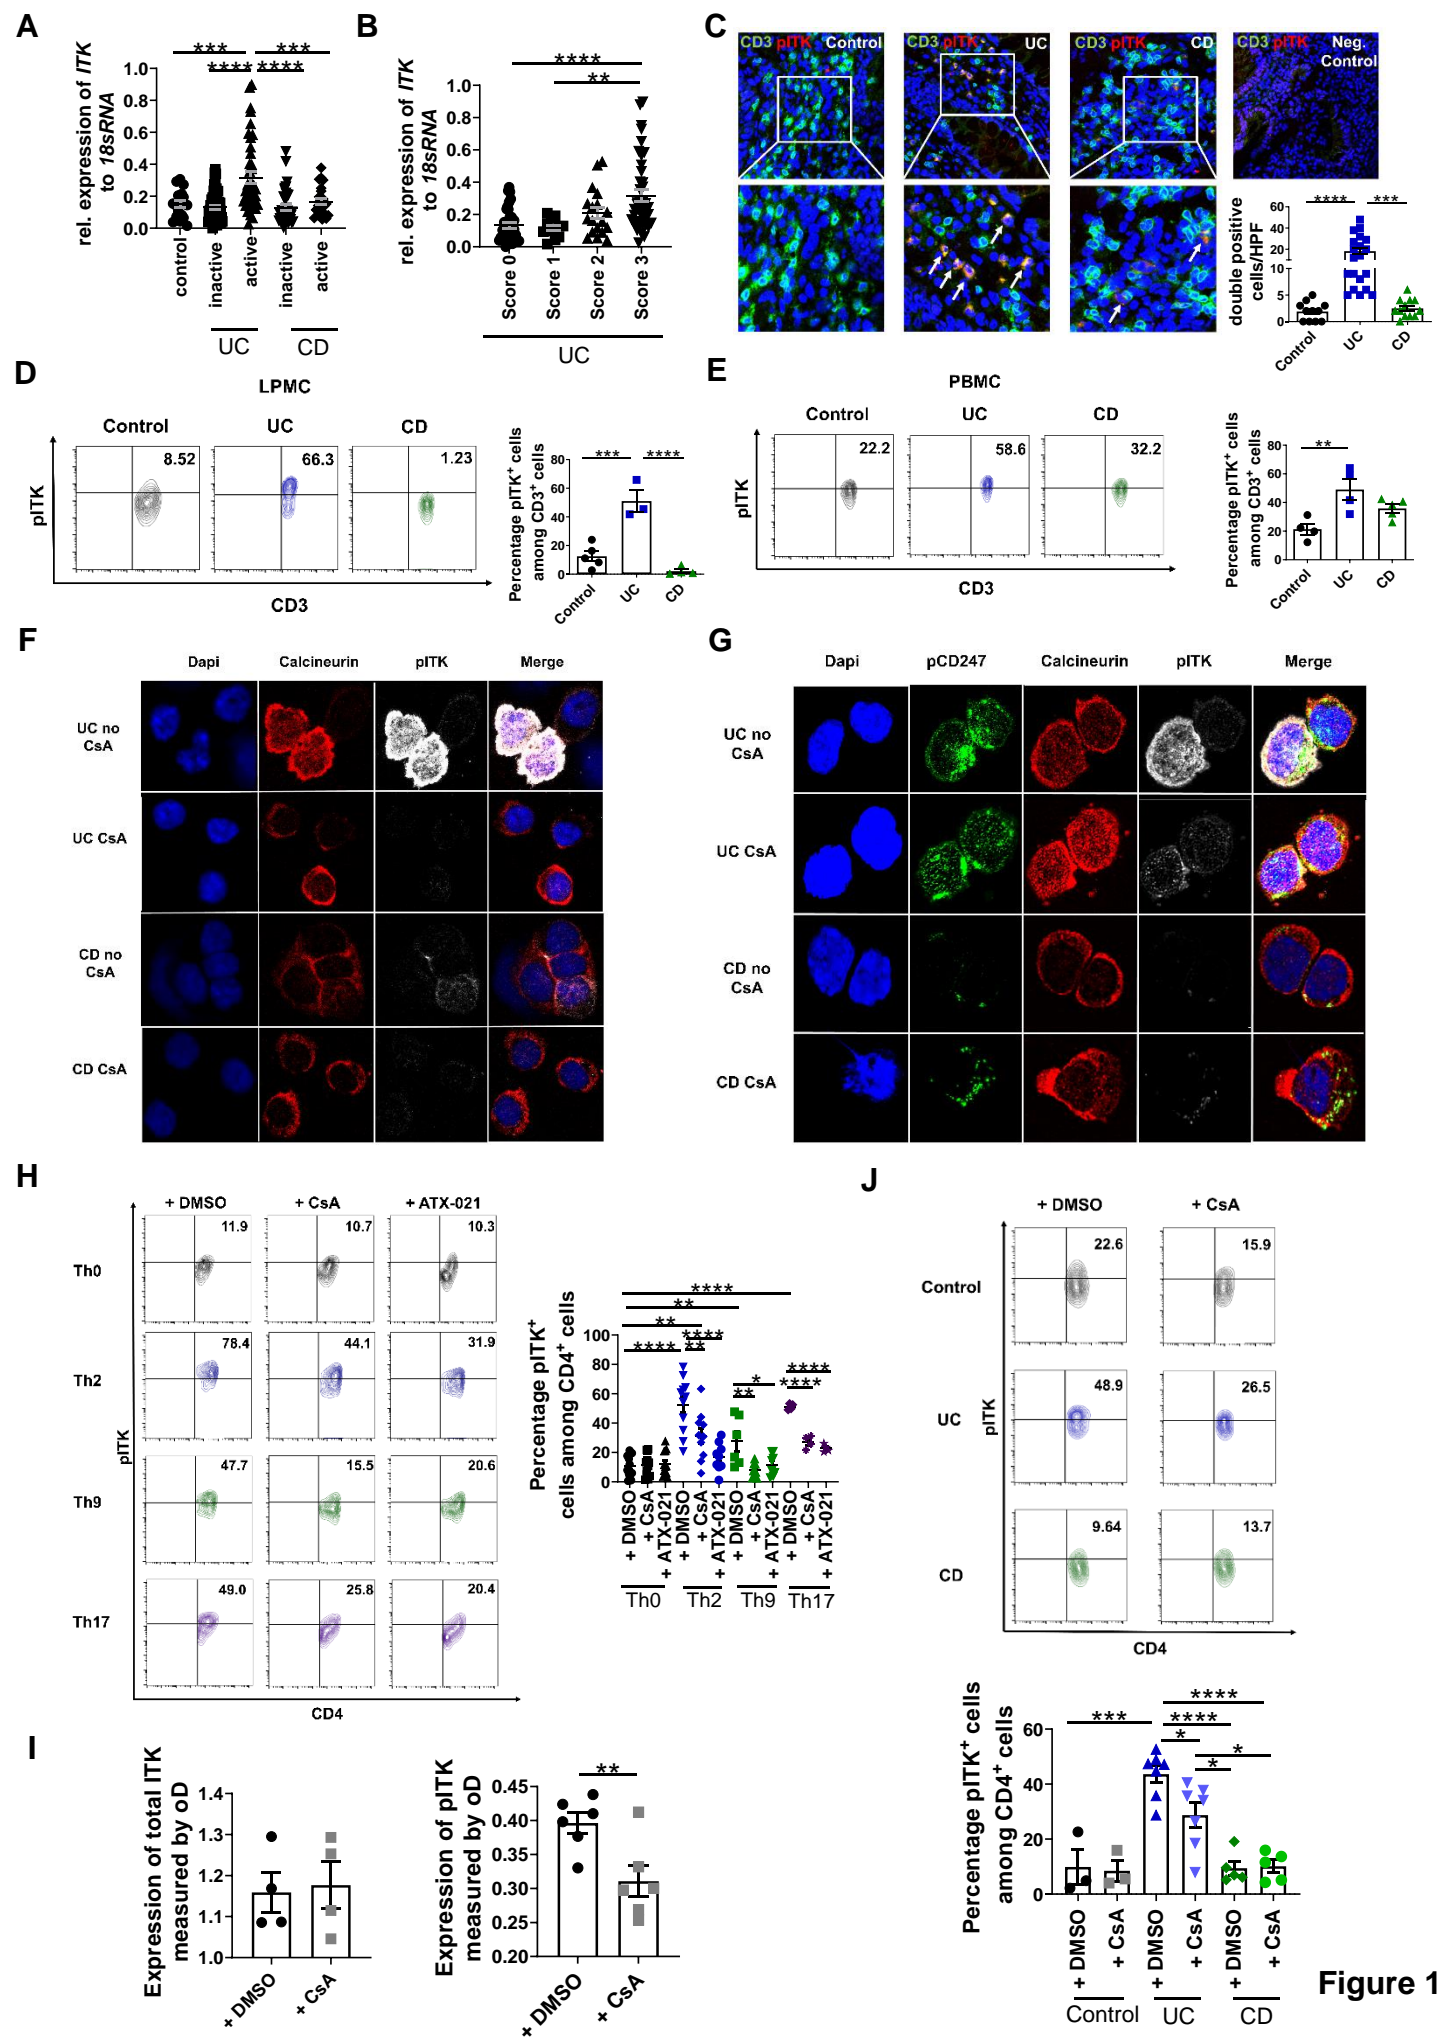 A
rel. expression of ITK
to 18sRNA
*** ***
**** ****
1.0
0.8
0.6
0.4
0.2
0.0
control
inactive
active
inactive
active
UC CD
B
rel. expression of ITK
to 18sRNA
****
**
1.0
0.8
0.6
0.4
0.2
0.0
Score 0
Score 1
Score 2
Score 3
UC
C
CD3 pITK Control
CD3 pITK UC
CD3 pITK CD
CD3 pITK Neg.
Control
double positive
cells/HPF
**** ***
60
40
20
10
5
0
Control
UC
CD
D
LPMC
Control UC CD
8.52 66.3 1.23
pITK
CD3
Percentage pITK+ cells
among CD3+ cells
*** ****
80
60
40
20
0
Control
UC
CD
E
PBMC
Control UC CD
22.2 58.6 32.2
pITK
CD3
Percentage pITK+ cells
among CD3+ cells
**
80
60
40
20
0
Control
UC
CD
F
Dapi Calcineurin pITK Merge
UC no
CsA
UC CsA
CD no
CsA
CD CsA
G
Dapi pCD247 Calcineurin pITK Merge
UC no
CsA
UC CsA
CD no
CsA
CD CsA
H
+ DMSO + CsA + ATX-021
Th0 11.9 10.7 10.3
Th2 78.4 44.1 31.9
Th9 47.7 15.5 20.6
Th17 49.0 25.8 20.4
pITK
CD4
Percentage pITK+
cells among CD4+ cells
****
**
**
****
****
**
*
**
****
****
100
80
60
40
20
0
+ DMSO
+ CsA
+ ATX-021
+ DMSO
+ CsA
+ ATX-021
+ DMSO
+ CsA
+ ATX-021
+ DMSO
+ CsA
+ ATX-021
Th0 Th2 Th9 Th17
J
+ DMSO + CsA
Control 22.6 15.9
UC 48.9 26.5
CD 9.64 13.7
pITK
CD4
Percentage pITK+ cells
among CD4+ cells
****
*** ****
*
*
*
60
40
20
0
+ DMSO
+ CsA
+ DMSO
+ CsA
+ DMSO
+ CsA
Control UC CD
I
Expression of total ITK
measured by oD
1.4
1.3
1.2
1.1
1.0
+ DMSO
+ CsA
Expression of pITK
measured by oD
**
0.45
0.40
0.35
0.30
0.25
0.20
+ DMSO
+ CsA
Figure 1